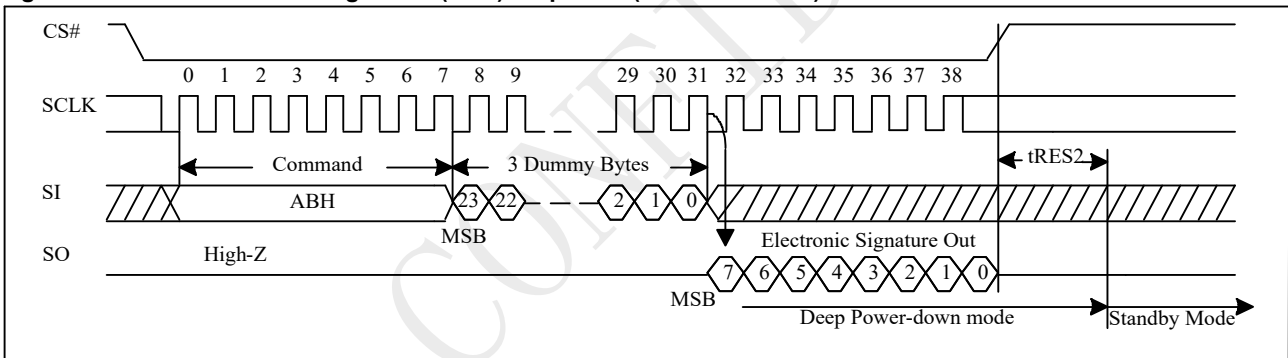 CS#
0 1 2 3 4 5 6 7 8 9 29 30 31 32 33 34 35 36 37 38
SCLK
Command 3 Dummy Bytes tRES2
SI ABH 23 22 2 1 0
MSB
SO High-Z Electronic Signature Out
7 6 5 4 3 2 1 0
MSB
Deep Power-down mode Standby Mode